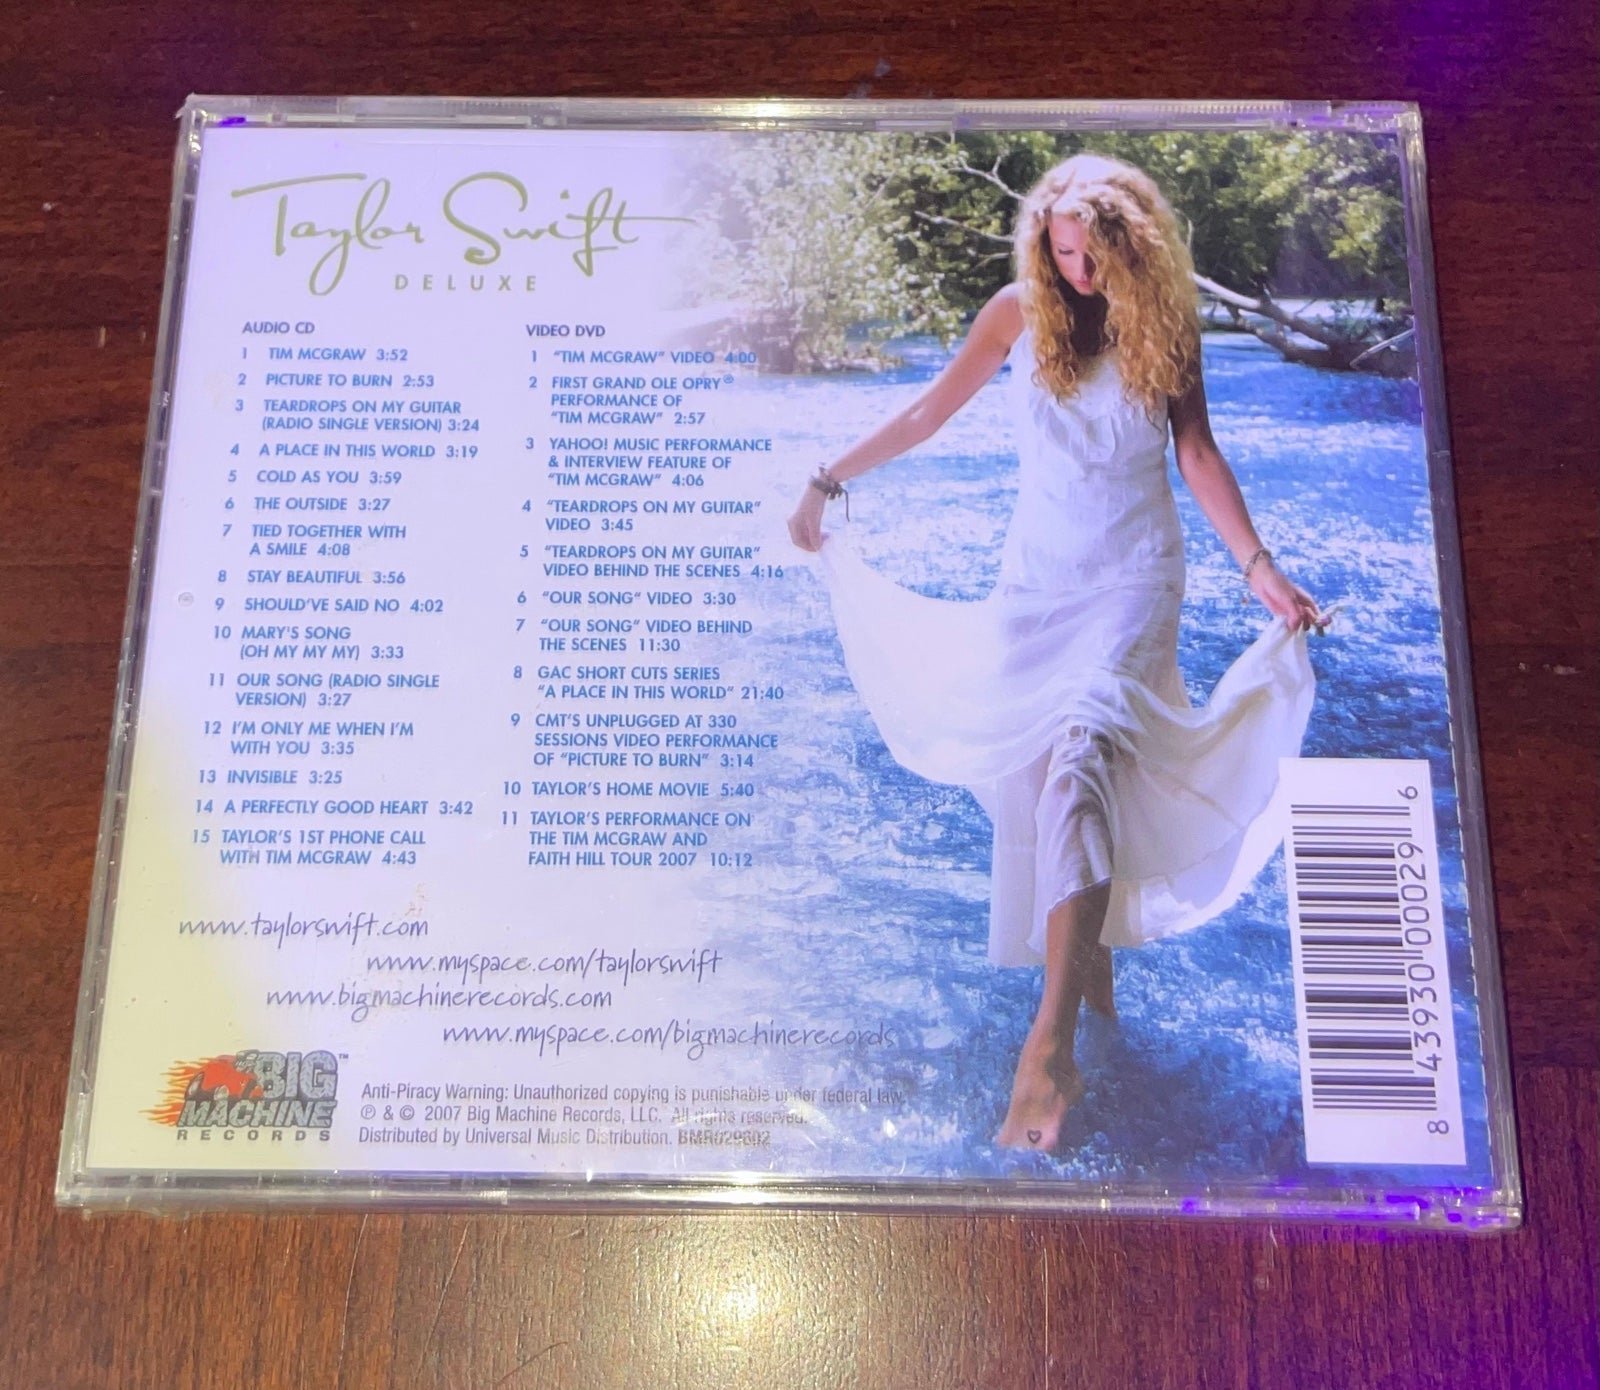 Taylor Swift
DELUXE
AUDIO CD
1 TIM MCGRAW 3:52
2 PICTURE TO BURN 2:53
3 TEARDROPS ON MY GUITAR
(RADIO SINGLE VERSION) 3:24
4 A PLACE IN THIS WORLD 3:19
5 COLD AS YOU 3:59
6 THE OUTSIDE 3:27
7 TIED TOGETHER WITH
A SMILE 4:08
8 STAY BEAUTIFUL 3:56
9 SHOULD'VE SAID NO 4:02
10 MARY'S SONG
(OH MY MY MY) 3:33
11 OUR SONG (RADIO SINGLE
VERSION) 3:27
12 I'M ONLY ME WHEN I'M
WITH YOU 3:35
13 INVISIBLE 3:25
14 A PERFECTLY GOOD HEART 3:42
15 TAYLOR'S 1ST PHONE CALL
WITH TIM MCGRAW 4:43
VIDEO DVD
1 "TIM MCGRAW" VIDEO 4:00
2 FIRST GRAND OLE OPRY®
PERFORMANCE OF
"TIM MCGRAW" 2:57
3 YAHOO! MUSIC PERFORMANCE
& INTERVIEW FEATURE OF
"TIM MCGRAW" 4:06
4 "TEARDROPS ON MY GUITAR"
VIDEO 3:45
5 "TEARDROPS ON MY GUITAR"
VIDEO BEHIND THE SCENES 4:16
6 "OUR SONG" VIDEO 3:30
7 "OUR SONG" VIDEO BEHIND
THE SCENES 11:30
8 GAC SHORT CUTS SERIES
"A PLACE IN THIS WORLD" 21:40
9 CMT'S UNPLUGGED AT 330
SESSIONS VIDEO PERFORMANCE
OF "PICTURE TO BURN" 3:14
10 TAYLOR'S HOME MOVIE 5:40
11 TAYLOR'S PERFORMANCE ON
THE TIM MCGRAW AND
FAITH HILL TOUR 2007 10:12
www.taylorswift.com
www.myspace.com/taylorswift
www.bigmachinerecords.com
www.myspace.com/bigmachinerecords
BIG™
MACHINE
RECORDS
Anti-Piracy Warning: Unauthorized copying is punishable under federal law.
℗ & © 2007 Big Machine Records, LLC. All rights reserved.
Distributed by Universal Music Distribution.
8 43930 00029 6